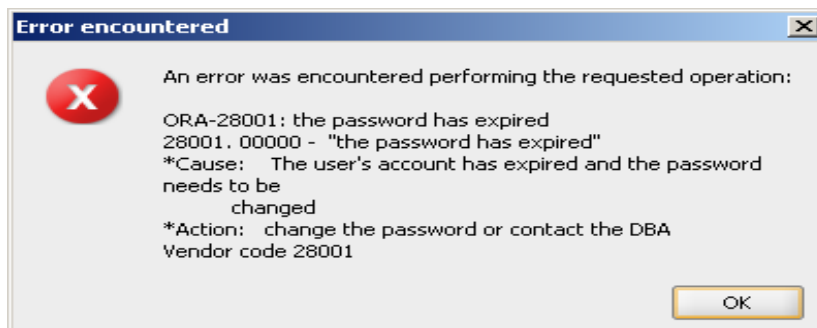 Error encountered
An error was encountered performing the requested operation:
ORA-28001: the password has expired
28001. 00000 - "the password has expired"
*Cause: The user's account has expired and the password
needs to be
changed
*Action: change the password or contact the DBA
Vendor code 28001
OK